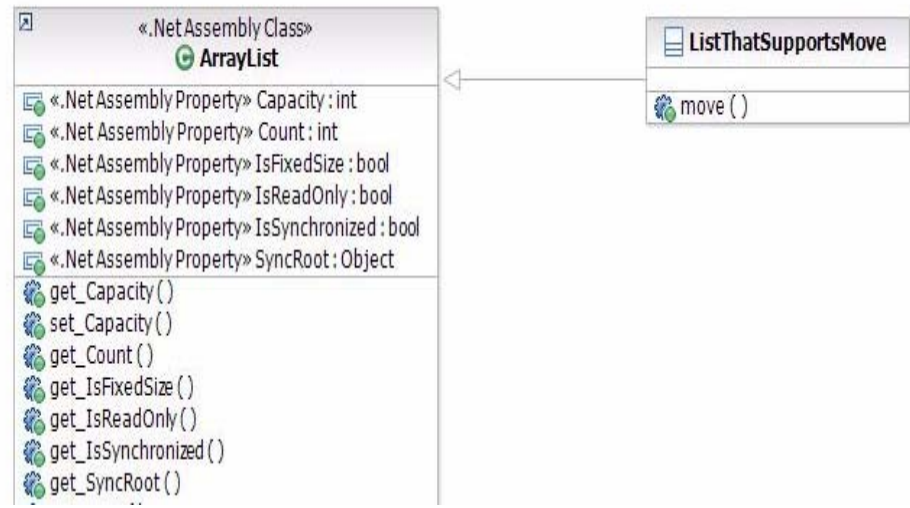 «.Net Assembly Class»
ArrayList
«.Net Assembly Property» Capacity : int
«.Net Assembly Property» Count : int
«.Net Assembly Property» IsFixedSize : bool
«.Net Assembly Property» IsReadOnly : bool
«.Net Assembly Property» IsSynchronized : bool
«.Net Assembly Property» SyncRoot : Object
get_Capacity ( )
set_Capacity ( )
get_Count ( )
get_IsFixedSize ( )
get_IsReadOnly ( )
get_IsSynchronized ( )
get_SyncRoot ( )
ListThatSupportsMove
move ( )